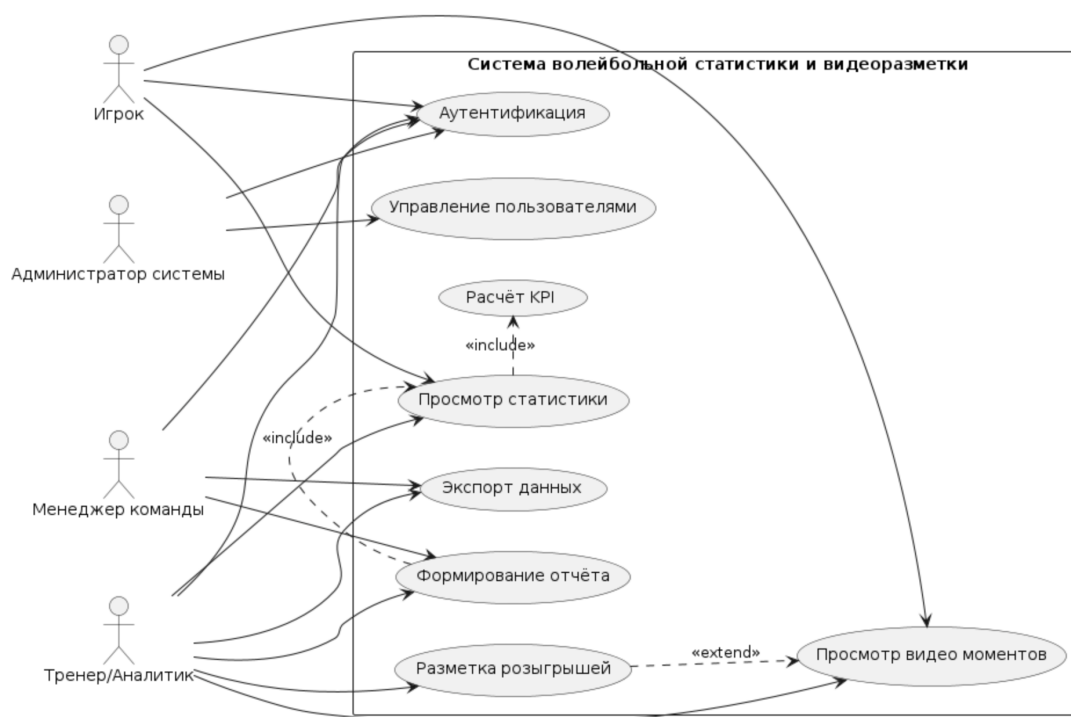 Система волейбольной статистики и видеоразметки
Игрок
Аутентификация
Управление пользователями
Администратор системы
Расчёт KPI
«include»
Просмотр статистики
«include»
Экспорт данных
Менеджер команды
Формирование отчёта
«extend»
Просмотр видео моментов
Разметка розыгрышей
Тренер/Аналитик